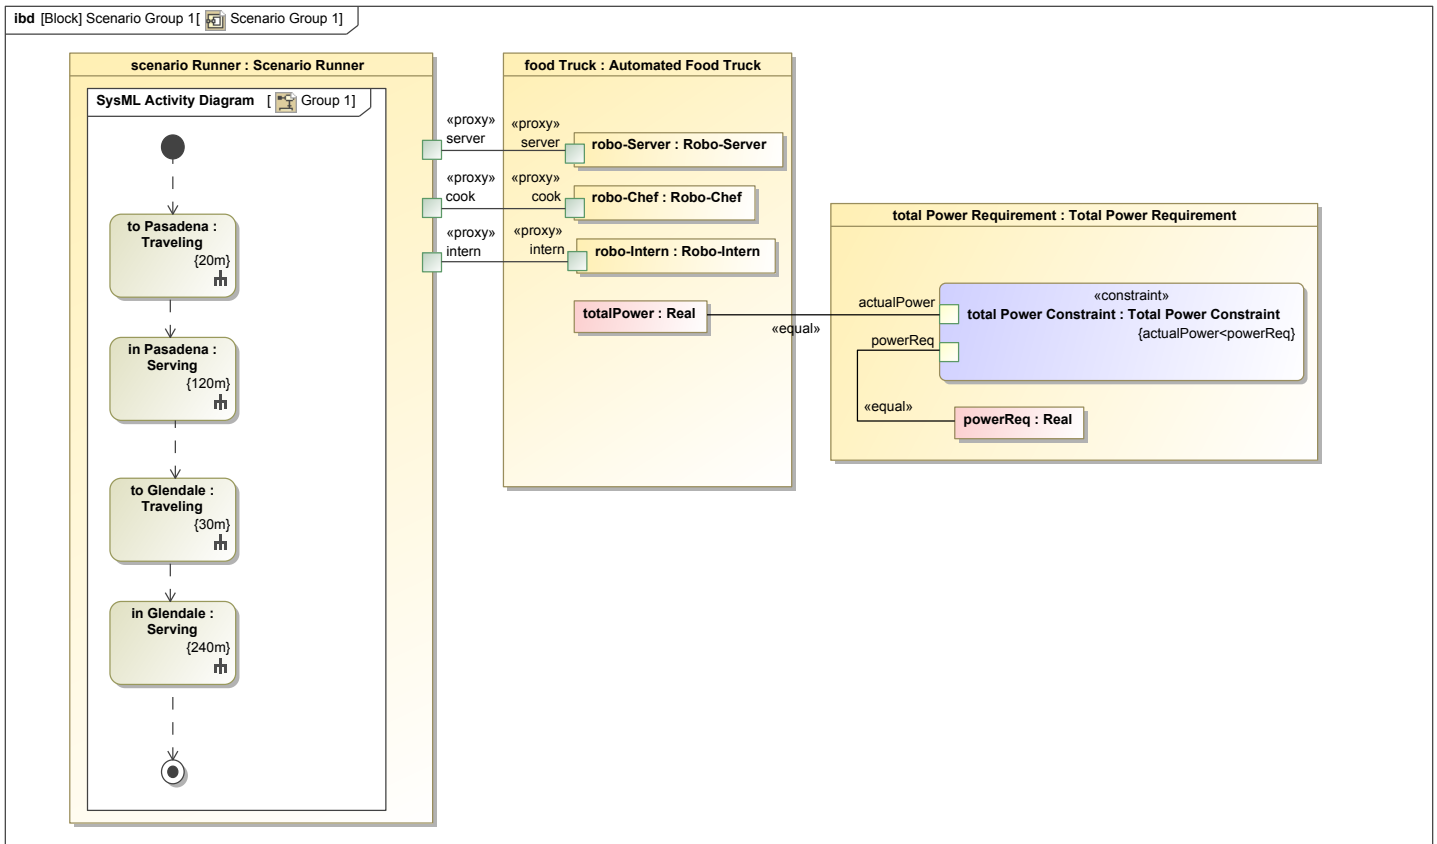 ibd [Block] Scenario Group 1[ Scenario Group 1]
scenario Runner : Scenario Runner
SysML Activity Diagram [ Group 1]
to Pasadena :
Traveling
{20m}
in Pasadena :
Serving
{120m}
to Glendale :
Traveling
{30m}
in Glendale :
Serving
{240m}
«proxy»
server
«proxy»
cook
«proxy»
intern
food Truck : Automated Food Truck
«proxy»
server
robo-Server : Robo-Server
«proxy»
cook
robo-Chef : Robo-Chef
«proxy»
intern
robo-Intern : Robo-Intern
totalPower : Real
«equal»
total Power Requirement : Total Power Requirement
actualPower
«constraint»
total Power Constraint : Total Power Constraint
{actualPower<powerReq}
powerReq
«equal»
powerReq : Real